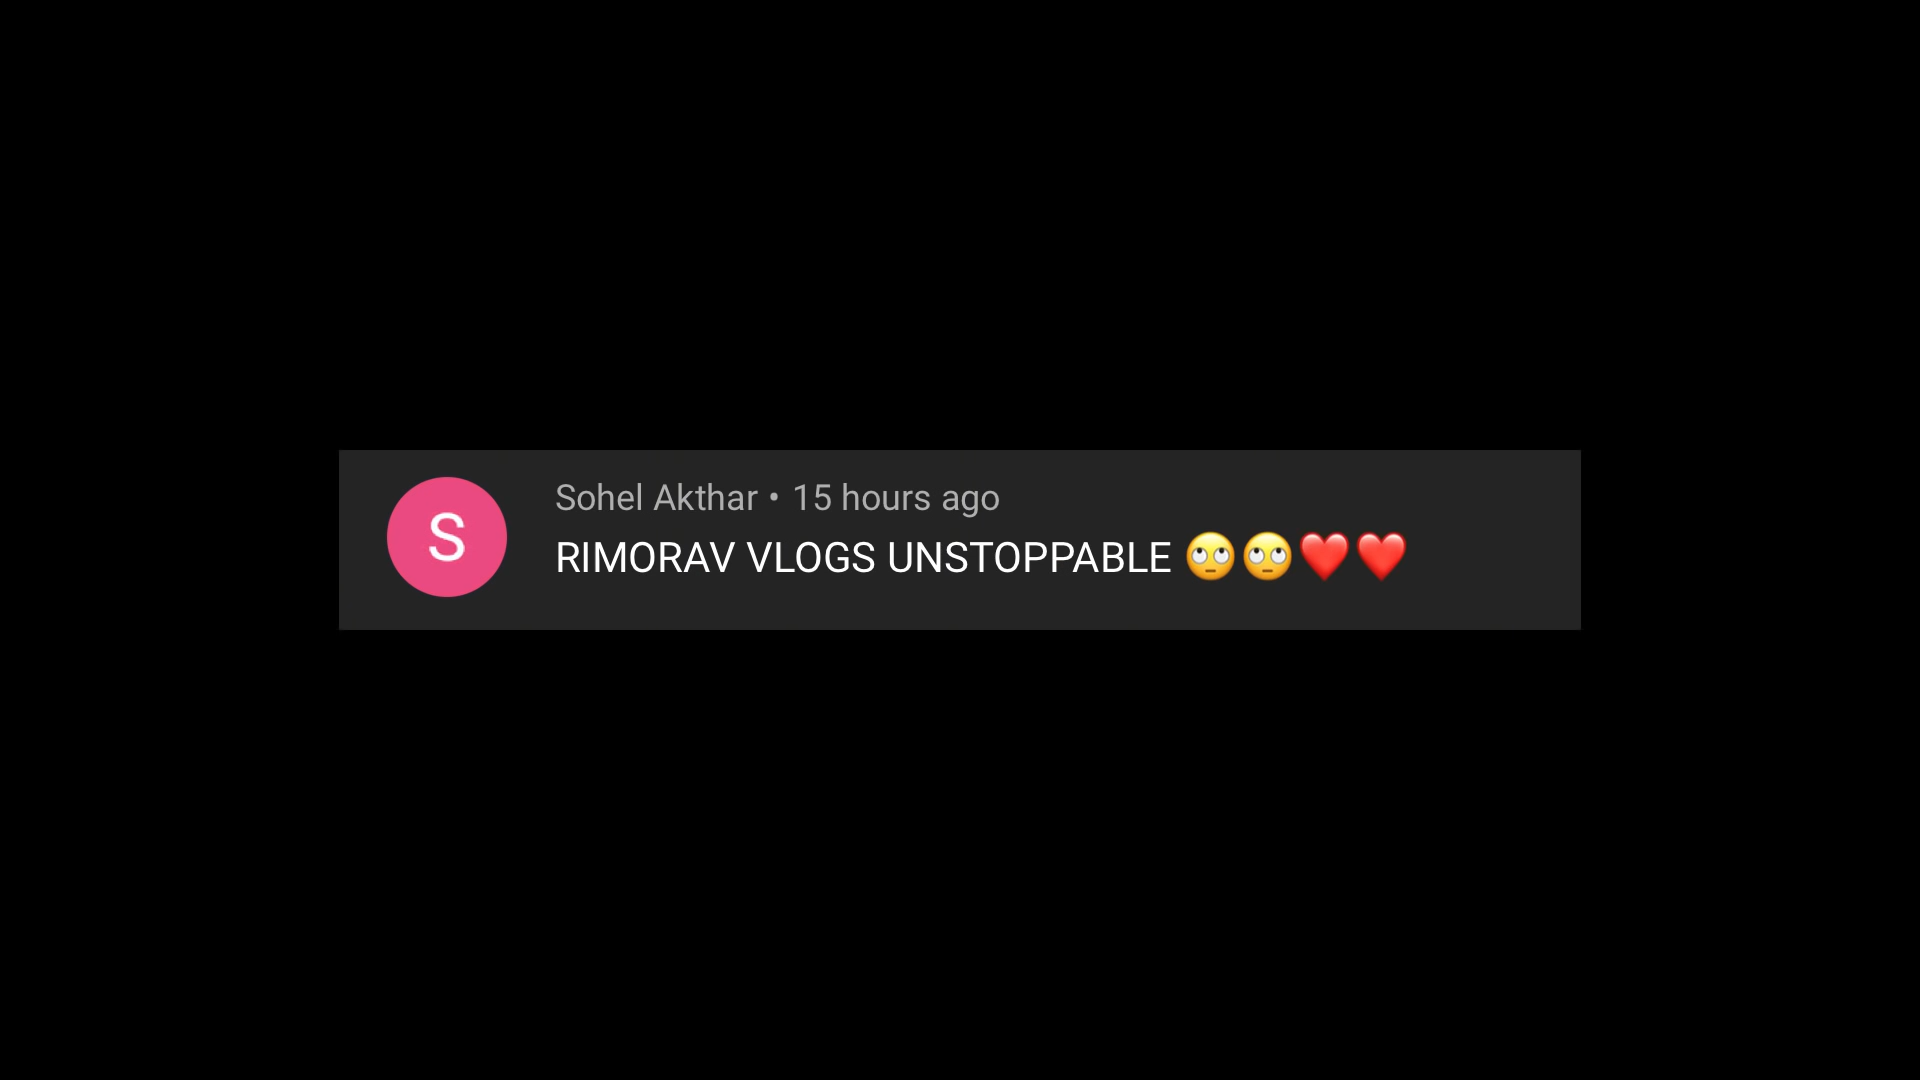 S
Sohel Akthar • 15 hours ago
RIMORAV VLOGS UNSTOPPABLE 🙄🙄❤️❤️